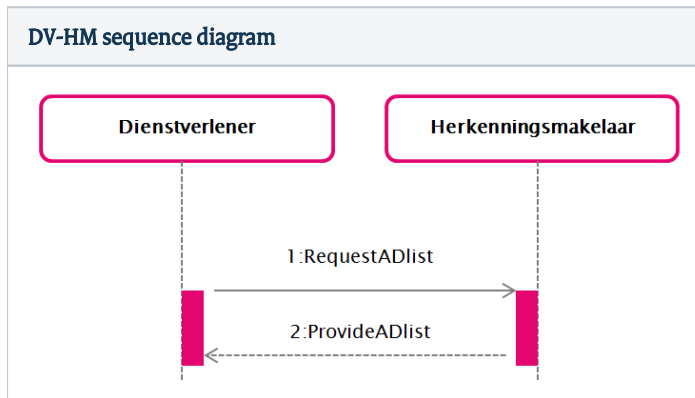 DV-HM sequence diagram
Dienstverlener
Herkenningsmakelaar
1:RequestADlist
2:ProvideADlist